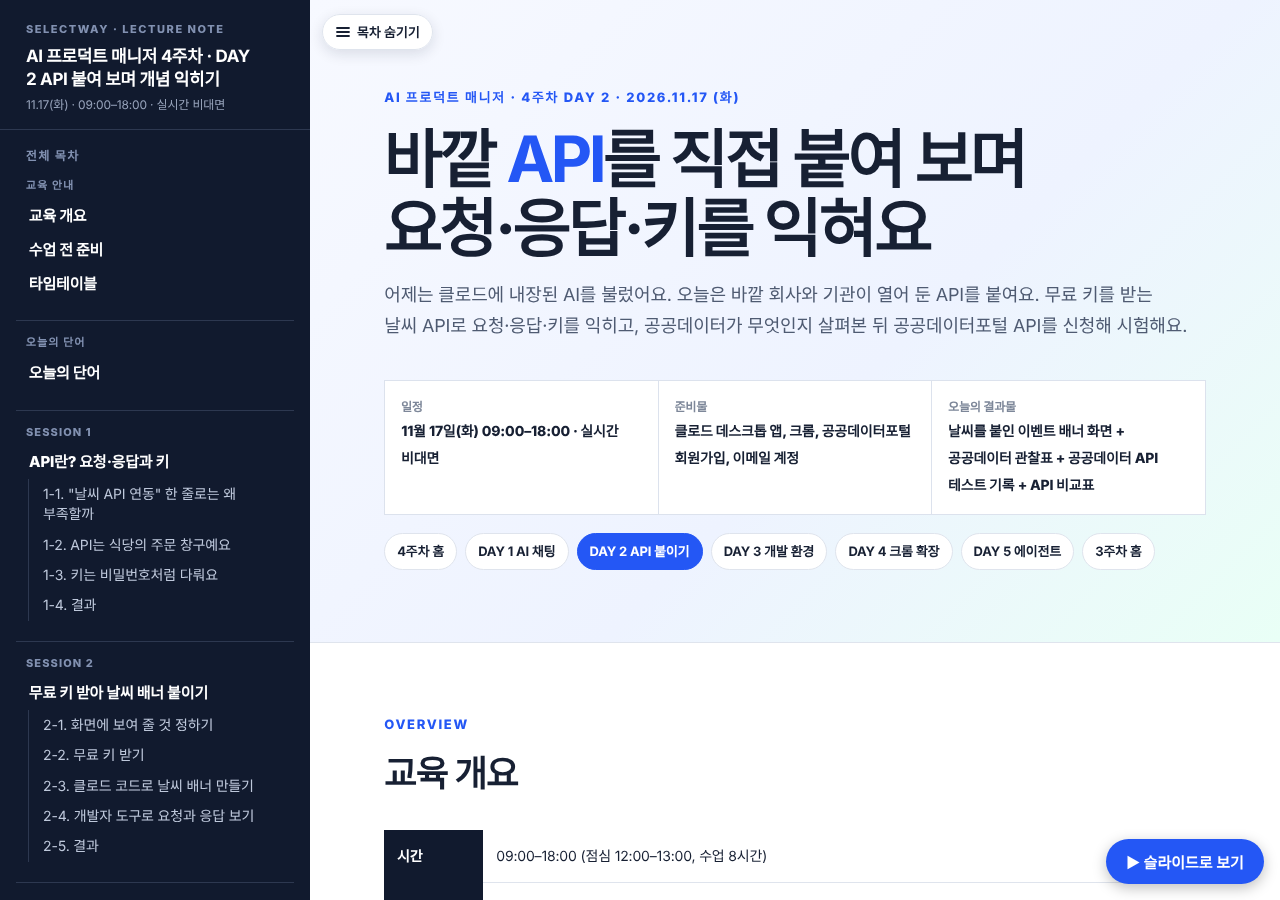 SELECTWAY · LECTURE NOTE
AI 프로덕트 매니저 4주차 · DAY
2 API 붙여 보며 개념 익히기
11.17(화) · 09:00–18:00 · 실시간 비대면
전체 목차
교육 안내
교육 개요
수업 전 준비
타임테이블
오늘의 단어
오늘의 단어
SESSION 1
API란? 요청·응답과 키
1-1. "날씨 API 연동" 한 줄로는 왜
부족할까
1-2. API는 식당의 주문 창구예요
1-3. 키는 비밀번호처럼 다뤄요
1-4. 결과
SESSION 2
무료 키 받아 날씨 배너 붙이기
2-1. 화면에 보여 줄 것 정하기
2-2. 무료 키 받기
2-3. 클로드 코드로 날씨 배너 만들기
2-4. 개발자 도구로 요청과 응답 보기
2-5. 결과
목차 숨기기
AI 프로덕트 매니저 · 4주차 DAY 2 · 2026.11.17 (화)
바깥 API를 직접 붙여 보며
요청·응답·키를 익혀요
어제는 클로드에 내장된 AI를 불렀어요. 오늘은 바깥 회사와 기관이 열어 둔 API를 붙여요. 무료 키를 받는
날씨 API로 요청·응답·키를 익히고, 공공데이터가 무엇인지 살펴본 뒤 공공데이터포털 API를 신청해 시험해요.
일정
11월 17일(화) 09:00–18:00 · 실시간
비대면
준비물
클로드 데스크톱 앱, 크롬, 공공데이터포털
회원가입, 이메일 계정
오늘의 결과물
날씨를 붙인 이벤트 배너 화면 +
공공데이터 관찰표 + 공공데이터 API
테스트 기록 + API 비교표
4주차 홈
DAY 1 AI 채팅
DAY 2 API 붙이기
DAY 3 개발 환경
DAY 4 크롬 확장
DAY 5 에이전트
3주차 홈
OVERVIEW
교육 개요
시간
09:00–18:00 (점심 12:00–13:00, 수업 8시간)
▶ 슬라이드로 보기